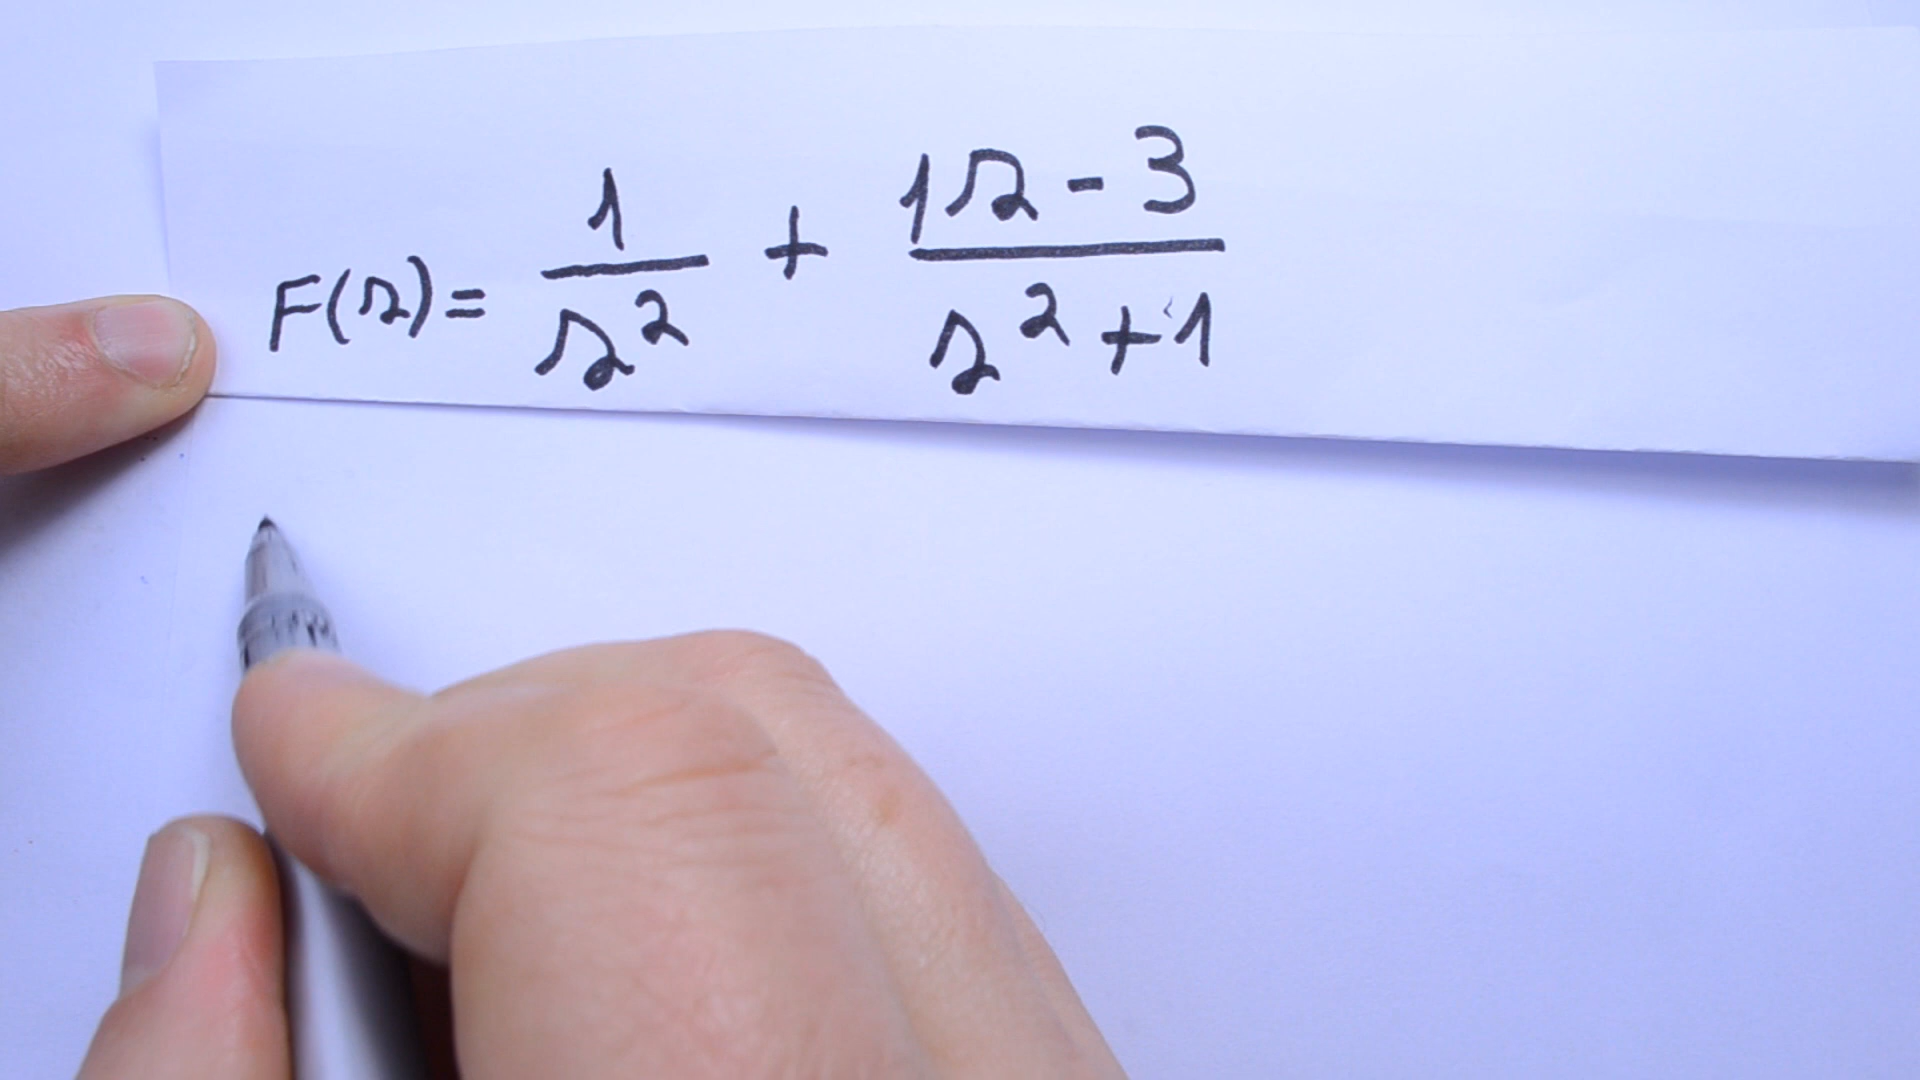 F(s)= 1/s² + (1s-3)/(s²+1)